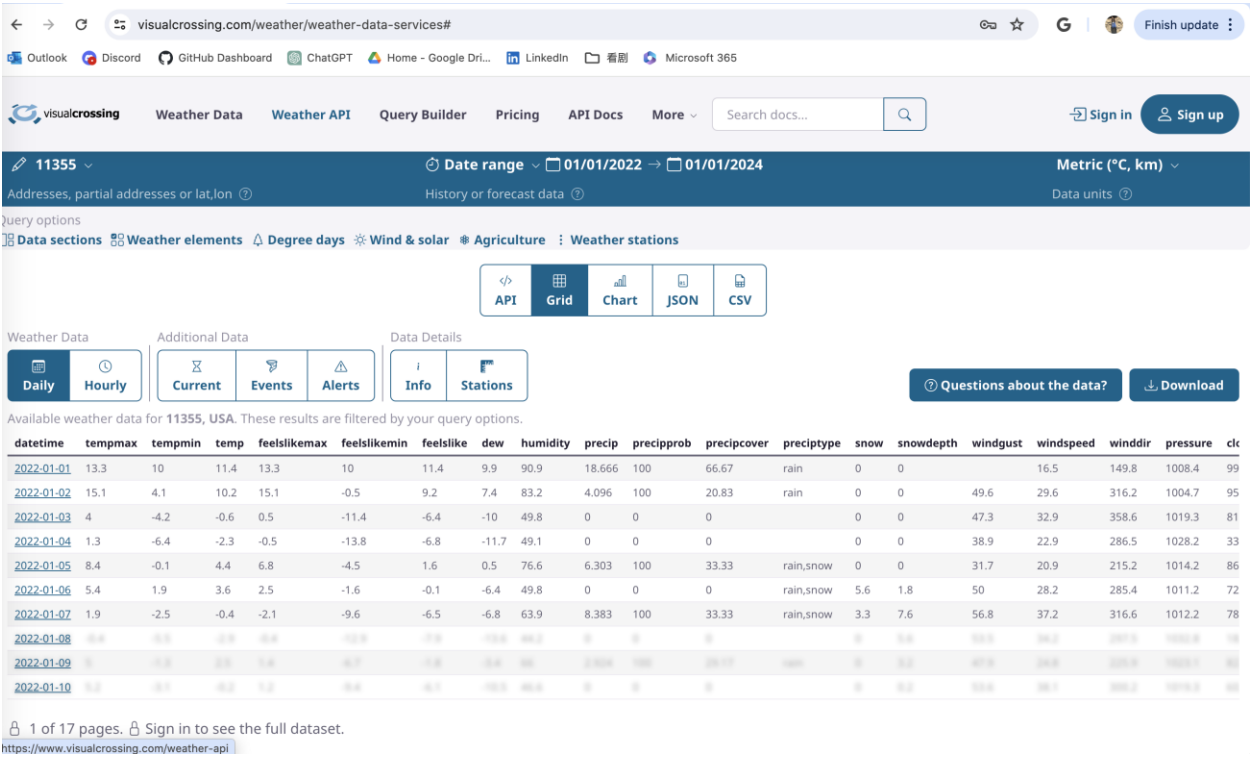 visualcrossing.com/weather/weather-data-services#
G
Finish update
Outlook Discord GitHub Dashboard ChatGPT Home - Google Dri... LinkedIn 看剧 Microsoft 365
visualcrossing Weather Data Weather API Query Builder Pricing API Docs More Search docs... Sign in Sign up
11355 Date range 01/01/2022 → 01/01/2024 Metric (°C, km)
Addresses, partial addresses or lat,lon ? History or forecast data ? Data units ?
Query options
Data sections Weather elements Degree days Wind & solar Agriculture Weather stations
API Grid Chart JSON CSV
Weather Data Additional Data Data Details
Daily Hourly Current Events Alerts Info Stations Questions about the data? Download
Available weather data for 11355, USA. These results are filtered by your query options.
datetime tempmax tempmin temp feelslikemax feelslikemin feelslike dew humidity precip precipprob precipcover preciptype snow snowdepth windgust windspeed winddir pressure clc
2022-01-01 13.3 10 11.4 13.3 10 11.4 9.9 90.9 18.666 100 66.67 rain 0 0 16.5 149.8 1008.4 99
2022-01-02 15.1 4.1 10.2 15.1 -0.5 9.2 7.4 83.2 4.096 100 20.83 rain 0 0 49.6 29.6 316.2 1004.7 95
2022-01-03 4 -4.2 -0.6 0.5 -11.4 -6.4 -10 49.8 0 0 0 0 0 47.3 32.9 358.6 1019.3 81
2022-01-04 1.3 -6.4 -2.3 -0.5 -13.8 -6.8 -11.7 49.1 0 0 0 0 0 38.9 22.9 286.5 1028.2 33
2022-01-05 8.4 -0.1 4.4 6.8 -4.5 1.6 0.5 76.6 6.303 100 33.33 rain,snow 0 0 31.7 20.9 215.2 1014.2 86
2022-01-06 5.4 1.9 3.6 2.5 -1.6 -0.1 -6.4 49.8 0 0 0 rain,snow 5.6 1.8 50 28.2 285.4 1011.2 72
2022-01-07 1.9 -2.5 -0.4 -2.1 -9.6 -6.5 -6.8 63.9 8.383 100 33.33 rain,snow 3.3 7.6 56.8 37.2 316.6 1012.2 78
2022-01-08
2022-01-09
2022-01-10
1 of 17 pages. Sign in to see the full dataset.
https://www.visualcrossing.com/weather-api